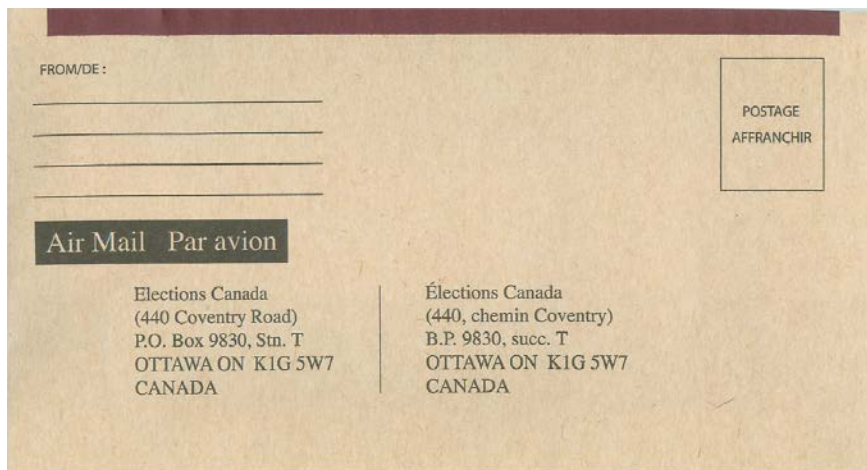 FROM/DE :
POSTAGE
AFFRANCHIR
Air Mail Par avion
Elections Canada
(440 Coventry Road)
P.O. Box 9830, Stn. T
OTTAWA ON K1G 5W7
CANADA
Élections Canada
(440, chemin Coventry)
B.P. 9830, succ. T
OTTAWA ON K1G 5W7
CANADA